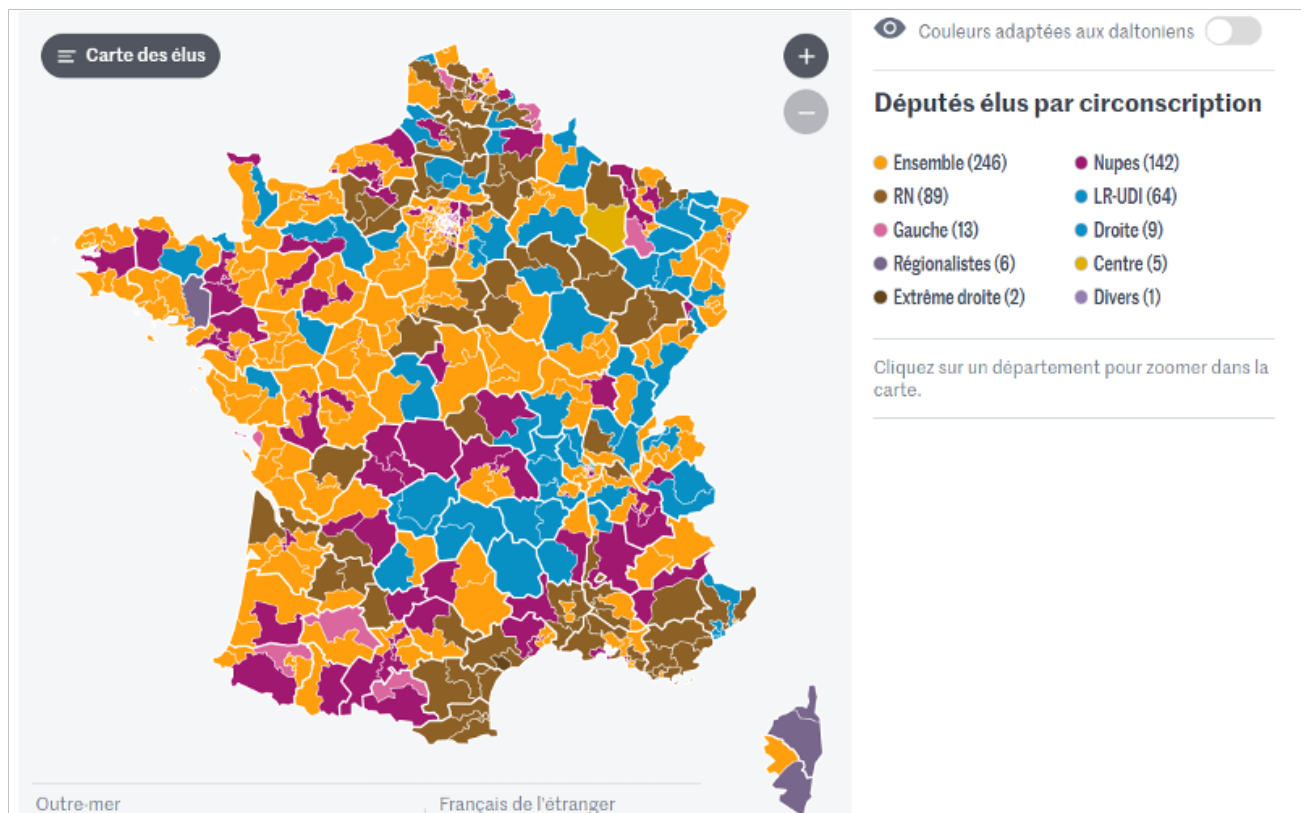 Carte des élus
+
−
Couleurs adaptées aux daltoniens
Députés élus par circonscription
Ensemble (246)
Nupes (142)
RN (89)
LR-UDI (64)
Gauche (13)
Droite (9)
Régionalistes (6)
Centre (5)
Extrême droite (2)
Divers (1)
Cliquez sur un département pour zoomer dans la
carte.
Outre-mer
Français de l'étranger